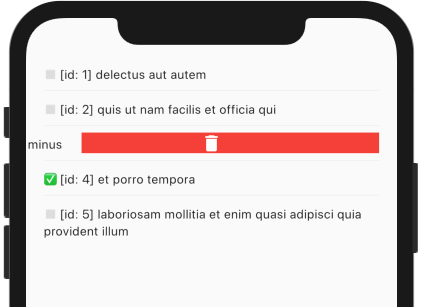 [id: 1] delectus aut autem
[id: 2] quis ut nam facilis et officia qui
minus
[id: 4] et porro tempora
[id: 5] laboriosam mollitia et enim quasi adipisci quia
provident illum